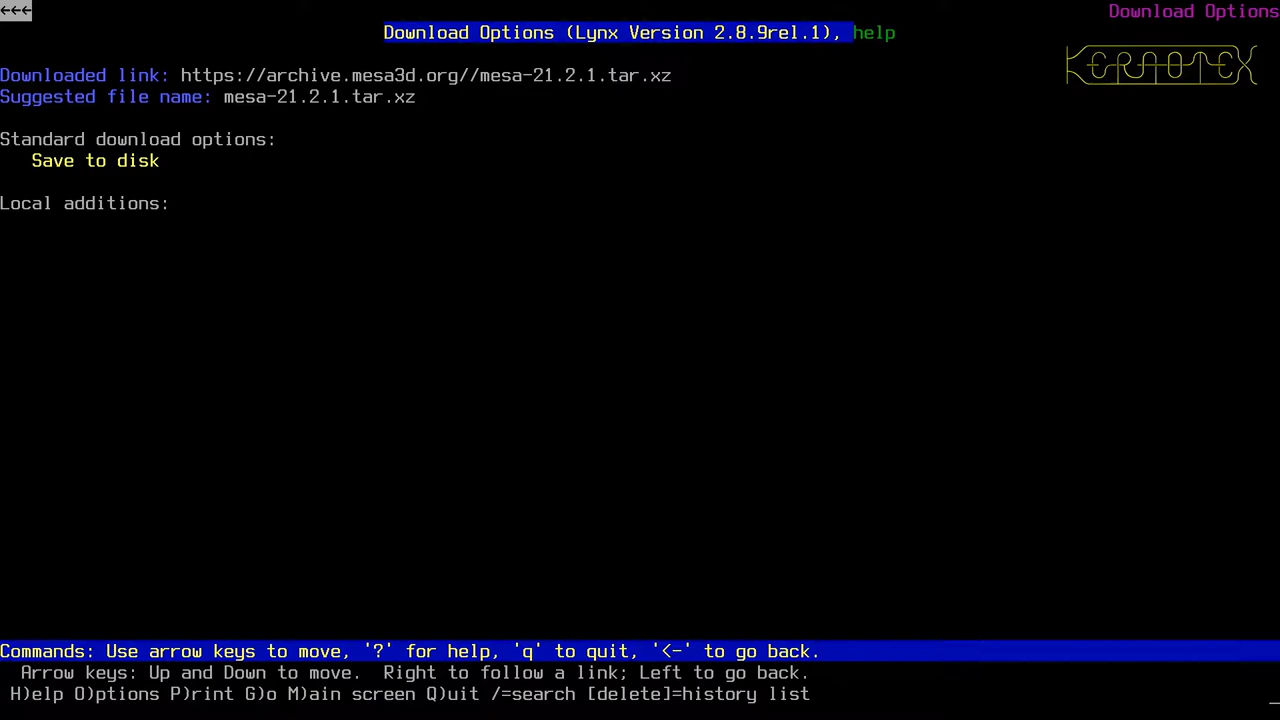 ←←←
Download Options
Download Options (Lynx Version 2.8.9rel.1), help
KERNOTEX
Downloaded link: https://archive.mesa3d.org//mesa-21.2.1.tar.xz
Suggested file name: mesa-21.2.1.tar.xz
Standard download options:
Save to disk
Local additions:
Commands: Use arrow keys to move, '?' for help, 'q' to quit, '<-' to go back.
Arrow keys: Up and Down to move.  Right to follow a link; Left to go back.
H)elp O)ptions P)rint G)o M)ain screen Q)uit /=search [delete]=history list